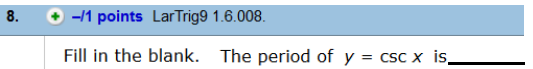 8. –/1 points LarTrig9 1.6.008.
Fill in the blank. The period of y = csc x is